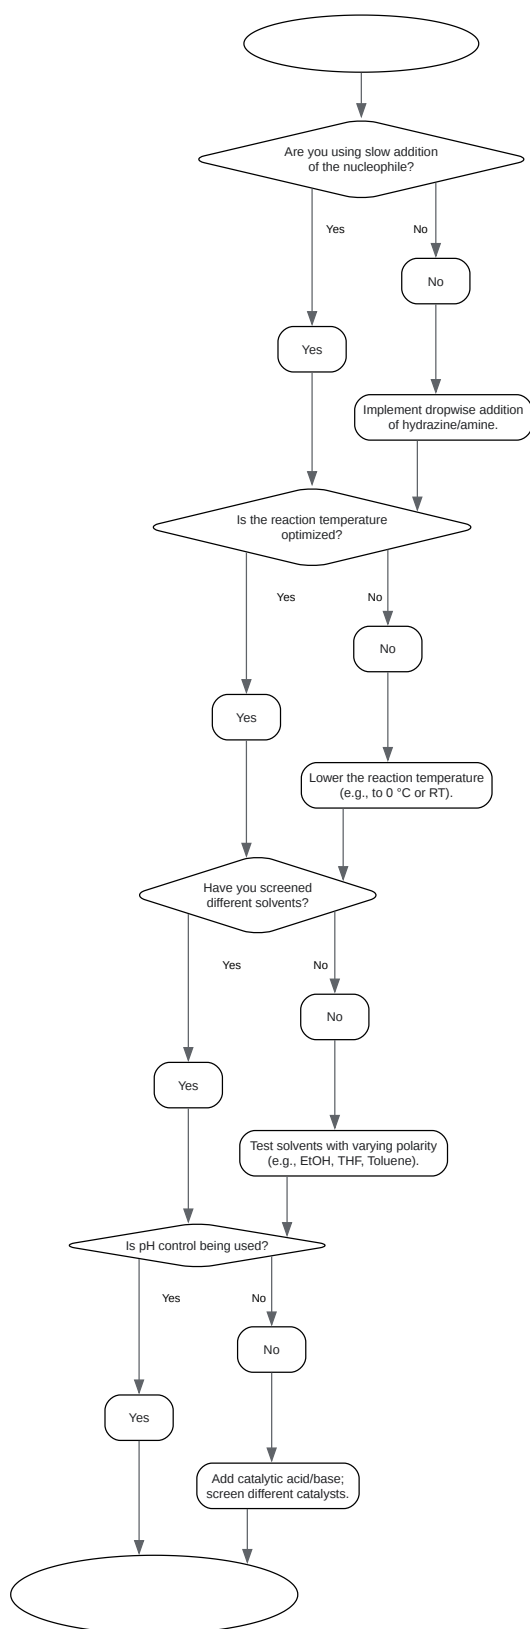 Are you using slow addition
of the nucleophile?
Yes
No
No
Yes
Implement dropwise addition
of hydrazine/amine.
Is the reaction temperature
optimized?
Yes
No
No
Yes
Lower the reaction temperature
(e.g., to 0 °C or RT).
Have you screened
different solvents?
Yes
No
No
Yes
Test solvents with varying polarity
(e.g., EtOH, THF, Toluene).
Is pH control being used?
Yes
No
No
Yes
Add catalytic acid/base;
screen different catalysts.